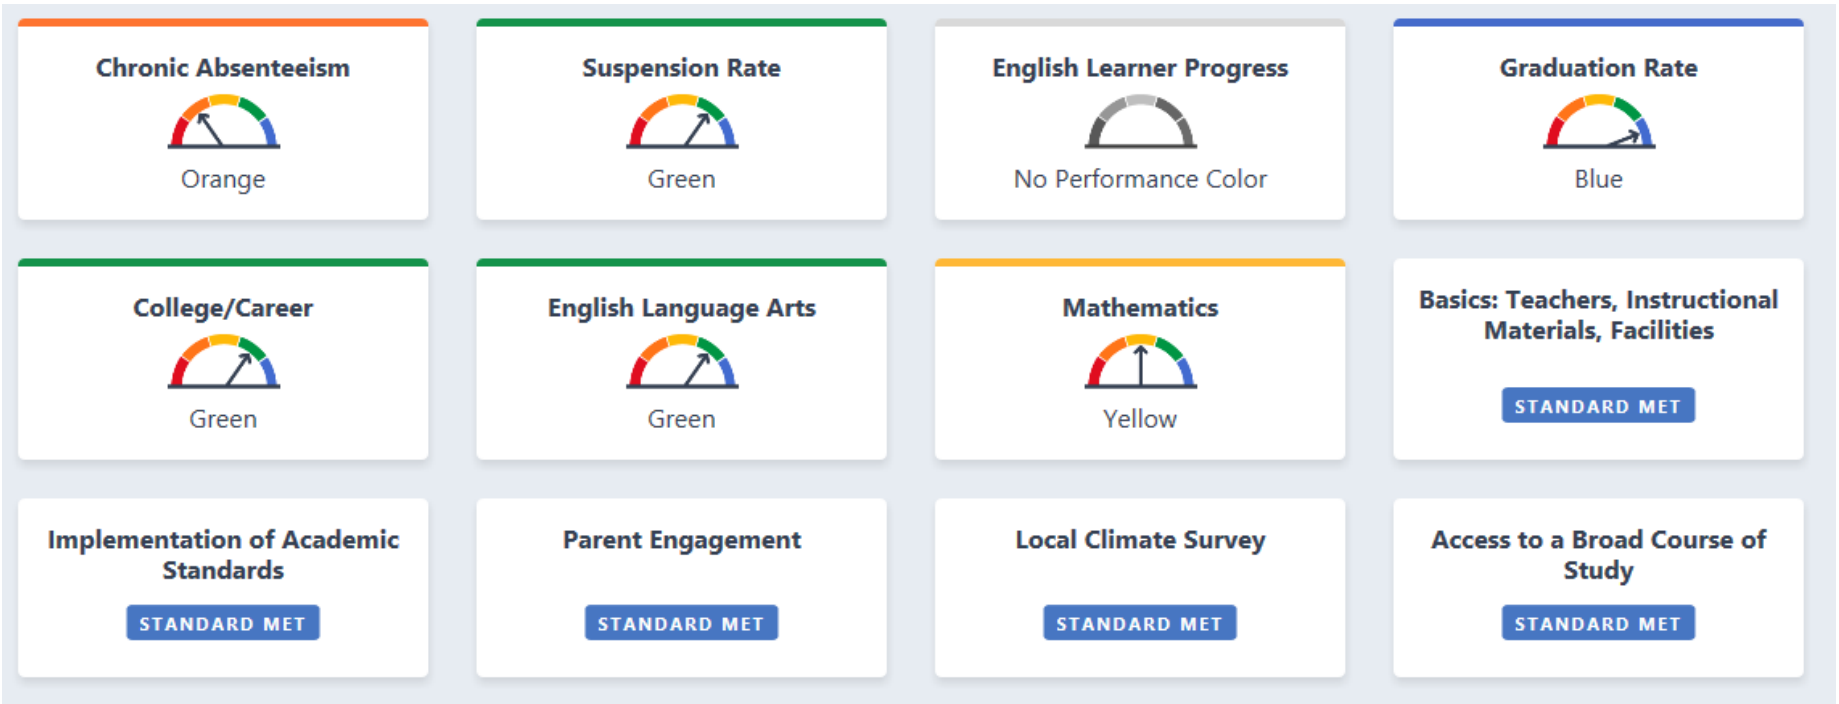 Chronic Absenteeism
Orange
Suspension Rate
Green
English Learner Progress
No Performance Color
Graduation Rate
Blue
College/Career
Green
English Language Arts
Green
Mathematics
Yellow
Basics: Teachers, Instructional
Materials, Facilities
STANDARD MET
Implementation of Academic
Standards
STANDARD MET
Parent Engagement
STANDARD MET
Local Climate Survey
STANDARD MET
Access to a Broad Course of
Study
STANDARD MET